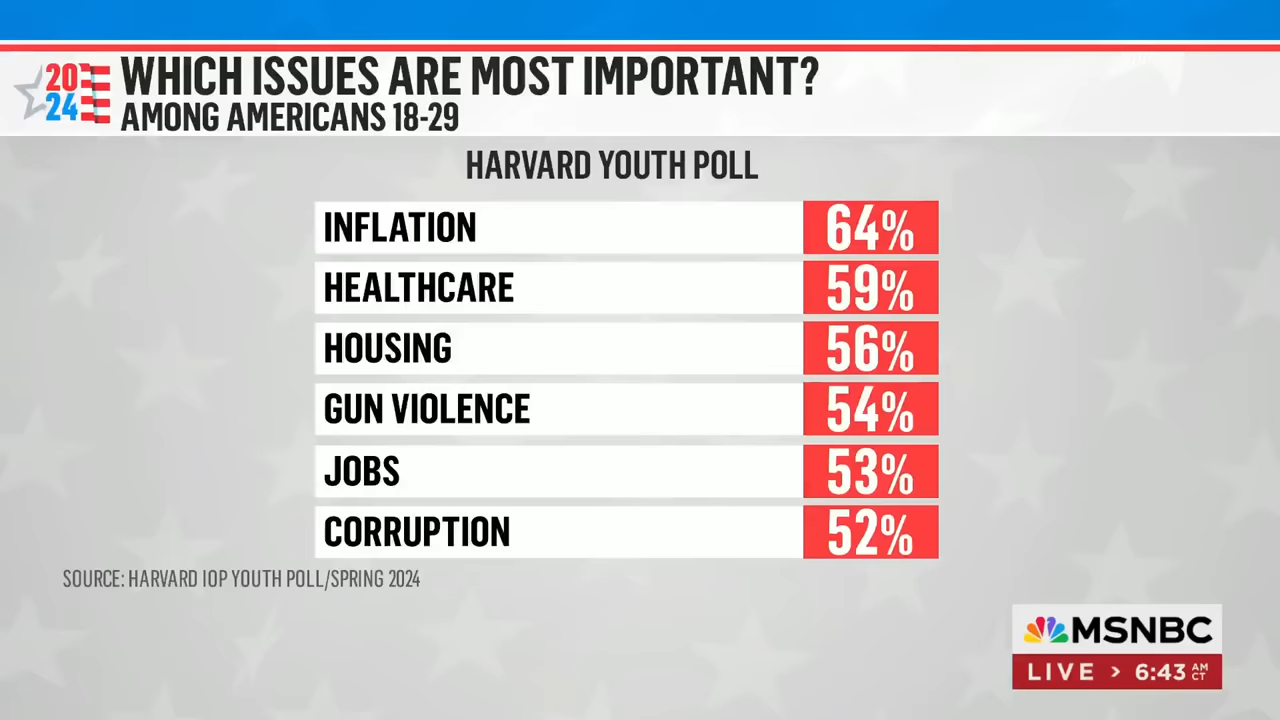 2024
WHICH ISSUES ARE MOST IMPORTANT?
AMONG AMERICANS 18-29
HARVARD YOUTH POLL
INFLATION 64%
HEALTHCARE 59%
HOUSING 56%
GUN VIOLENCE 54%
JOBS 53%
CORRUPTION 52%
SOURCE: HARVARD IOP YOUTH POLL/SPRING 2024
MSNBC
LIVE > 6:43 AM CT